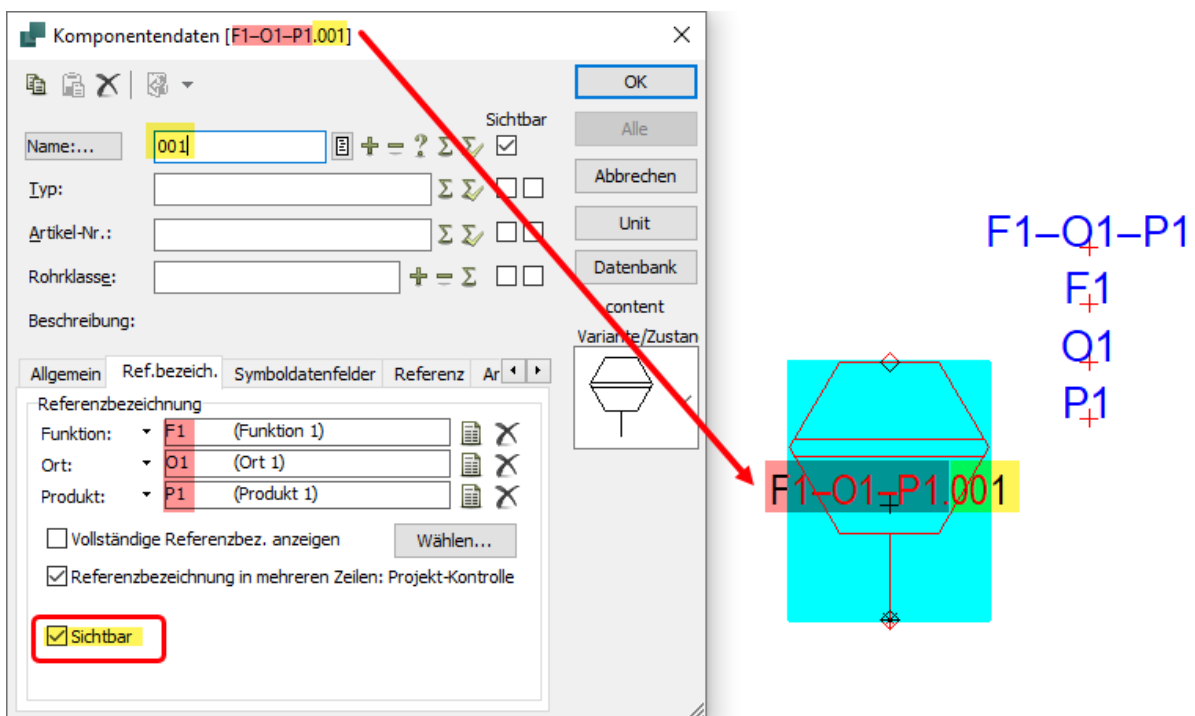 Komponentendaten [F1–O1–P1.001]
OK
Sichtbar
Alle
Name:...
001
Typ:
Abbrechen
Artikel-Nr.:
Unit
Rohrklasse:
Datenbank
content
Beschreibung:
Variante/Zustan
Allgemein Ref.bezeich. Symboldatenfelder Referenz Ar
Referenzbezeichnung
Funktion: F1 (Funktion 1)
Ort: O1 (Ort 1)
Produkt: P1 (Produkt 1)
Vollständige Referenzbez. anzeigen
Wählen...
Referenzbezeichnung in mehreren Zeilen: Projekt-Kontrolle
Sichtbar
F1–O1–P1
F1
O1
P1
F1–O1–P1.001